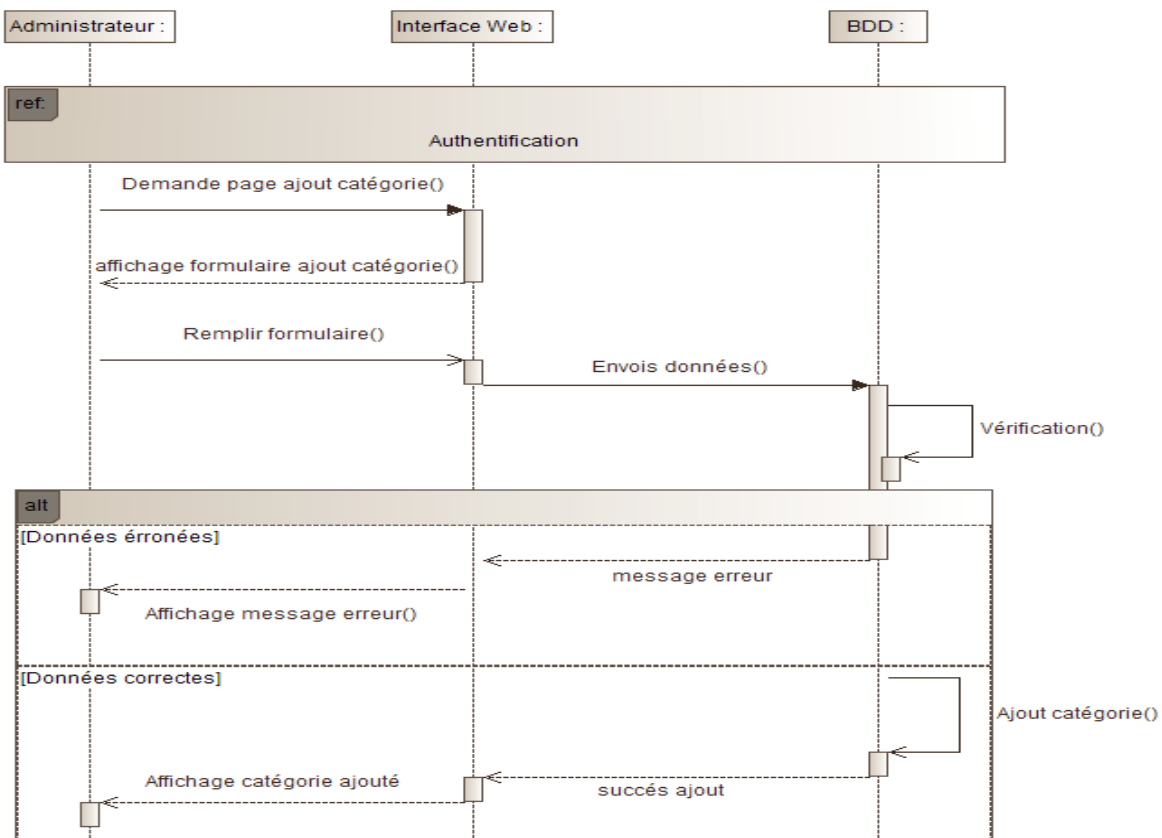 Administrateur :
Interface Web :
BDD :
ref:
Authentification
Demande page ajout catégorie()
affichage formulaire ajout catégorie()
Remplir formulaire()
Envois données()
Vérification()
alt
[Données érronées]
message erreur
Affichage message erreur()
[Données correctes]
Ajout catégorie()
Affichage catégorie ajouté
succés ajout